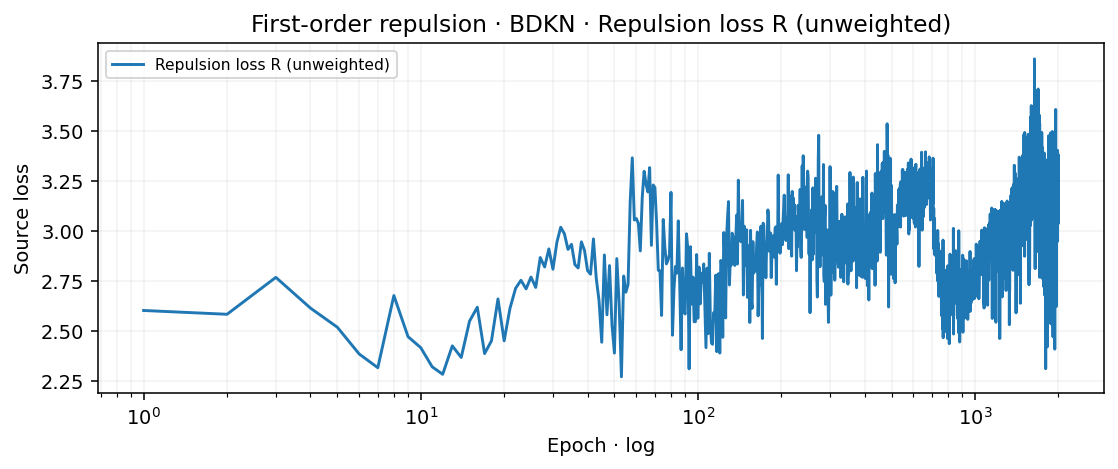 First-order repulsion · BDKN · Repulsion loss R (unweighted)
Repulsion loss R (unweighted)
Source loss
3.75
3.50
3.25
3.00
2.75
2.50
2.25
10⁰
10¹
10²
10³
Epoch · log